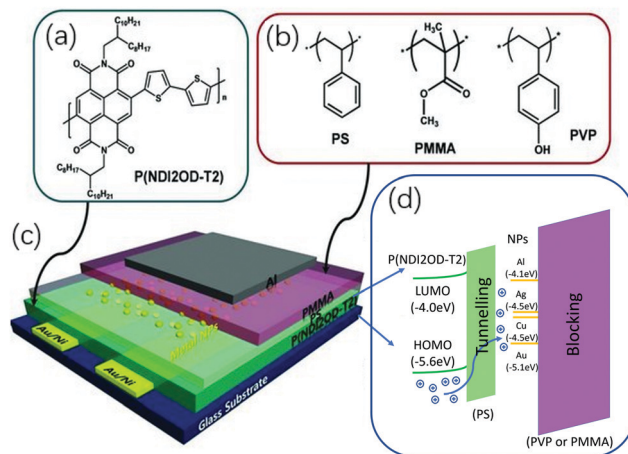 (a)
C₁₀H₂₁
C₈H₁₇
O
N
O
S
S
n
O
N
O
C₈H₁₇
C₁₀H₂₁
P(NDI2OD-T2)
(b)
PS
H₃C
O
O
CH₃
PMMA
OH
PVP
(c)
Al
PMMA
PS
P(NDI2OD-T2)
Metal NPs
Au/Ni
Au/Ni
Glass Substrate
(d)
P(NDI2OD-T2)
LUMO
(-4.0eV)
HOMO
(-5.6eV)
Tunnelling
(PS)
NPs
Al
(-4.1eV)
Ag
(-4.5eV)
Cu
(-4.5eV)
Au
(-5.1eV)
Blocking
(PVP or PMMA)